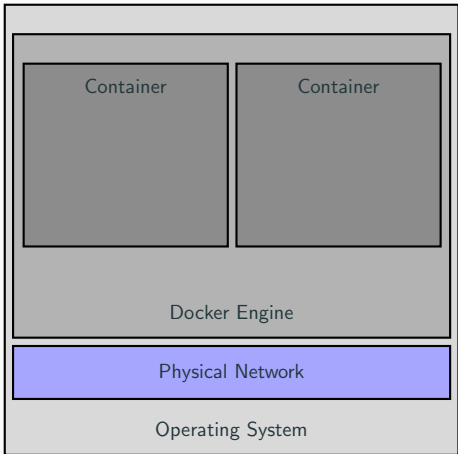 Container
Container
Docker Engine
Physical Network
Operating System